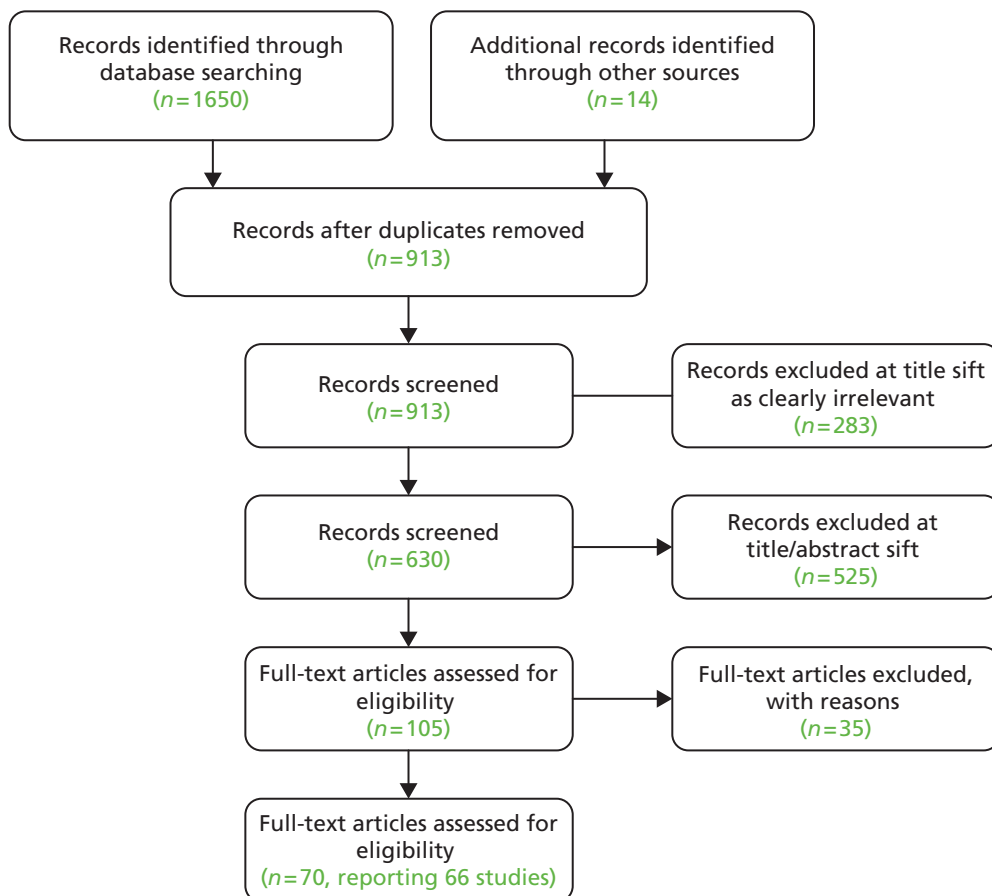 Records identified through
database searching
(n=1650)
Additional records identified
through other sources
(n=14)
Records after duplicates removed
(n=913)
Records screened
(n=913)
Records excluded at title sift
as clearly irrelevant
(n=283)
Records screened
(n=630)
Records excluded at
title/abstract sift
(n=525)
Full-text articles assessed for
eligibility
(n=105)
Full-text articles excluded,
with reasons
(n=35)
Full-text articles assessed for
eligibility
(n=70, reporting 66 studies)